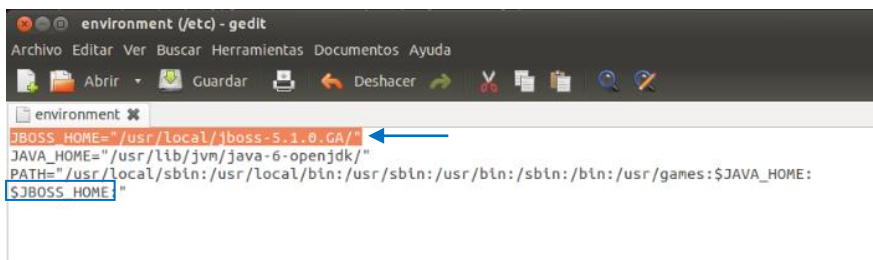 environment (/etc) - gedit
Archivo Editar Ver Buscar Herramientas Documentos Ayuda
Abrir Guardar Deshacer
environment
JBOSS_HOME="/usr/local/jboss-5.1.0.GA/"
JAVA_HOME="/usr/lib/jvm/java-6-openjdk/"
PATH="/usr/local/sbin:/usr/local/bin:/usr/sbin:/usr/bin:/sbin:/bin:/usr/games:$JAVA_HOME:
$JBOSS_HOME:"